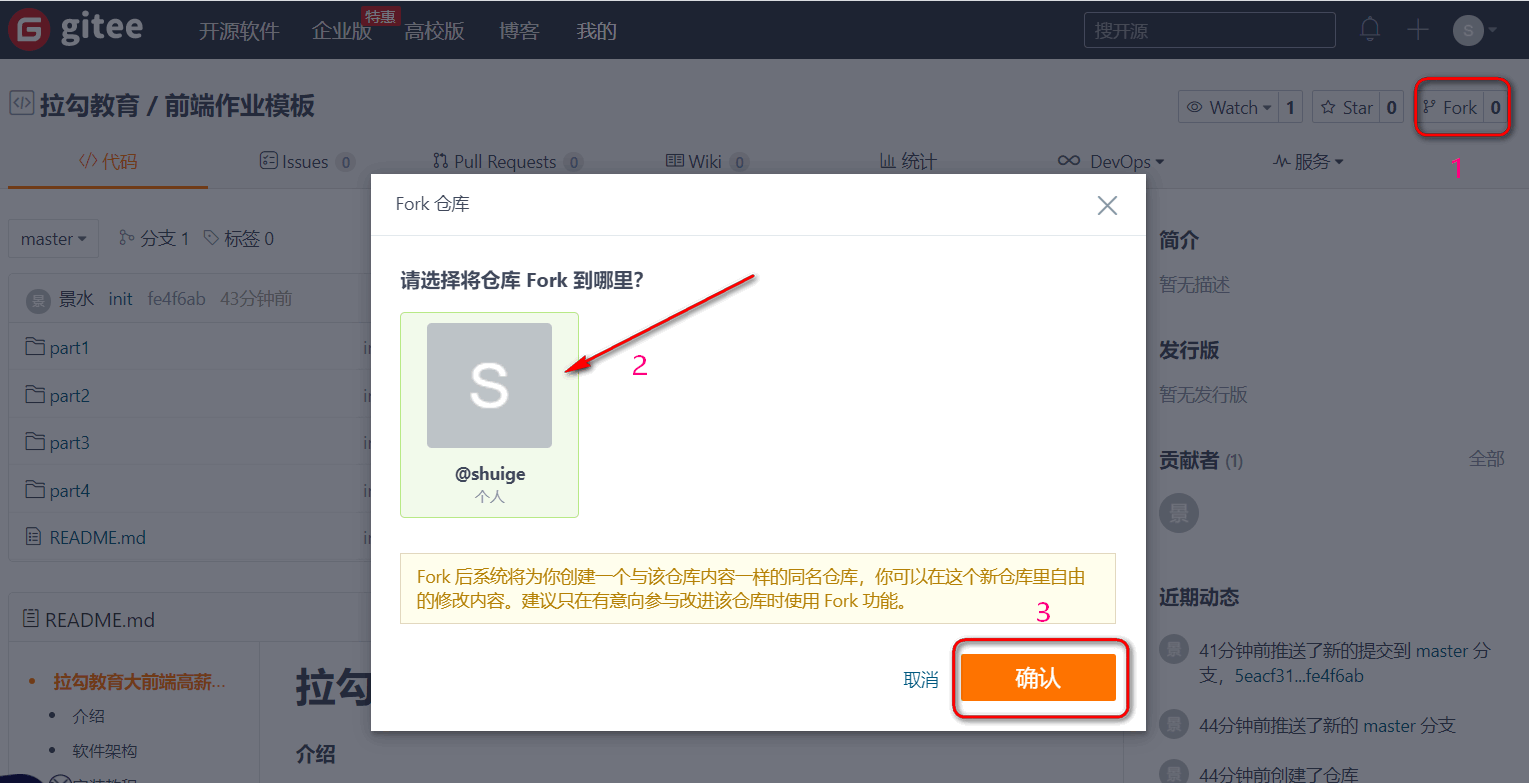 gitee
开源软件
企业版
特惠
高校版
博客
我的
搜开源
S
拉勾教育 / 前端作业模板
Watch 1
Star 0
Fork 0
代码
Issues 0
Pull Requests 0
Wiki 0
统计
DevOps
服务
1
Fork 仓库
master
分支 1
标签 0
请选择将仓库 Fork 到哪里?
景
景水 init fe4f6ab 43分钟前
part1
part2
part3
part4
README.md
S
2
@shuige
个人
Fork 后系统将为你创建一个与该仓库内容一样的同名仓库，你可以在这个新仓库里自由
的修改内容。建议只在有意向参与改进该仓库时使用 Fork 功能。
3
取消
确认
README.md
拉勾教育大前端高薪...
介绍
软件架构
安装教程
拉勾
介绍
简介
暂无描述
发行版
暂无发行版
贡献者 (1)
全部
景
近期动态
景
41分钟前推送了新的提交到 master 分
支，5eacf31...fe4f6ab
景
44分钟前推送了新的 master 分支
景
44分钟前创建了仓库